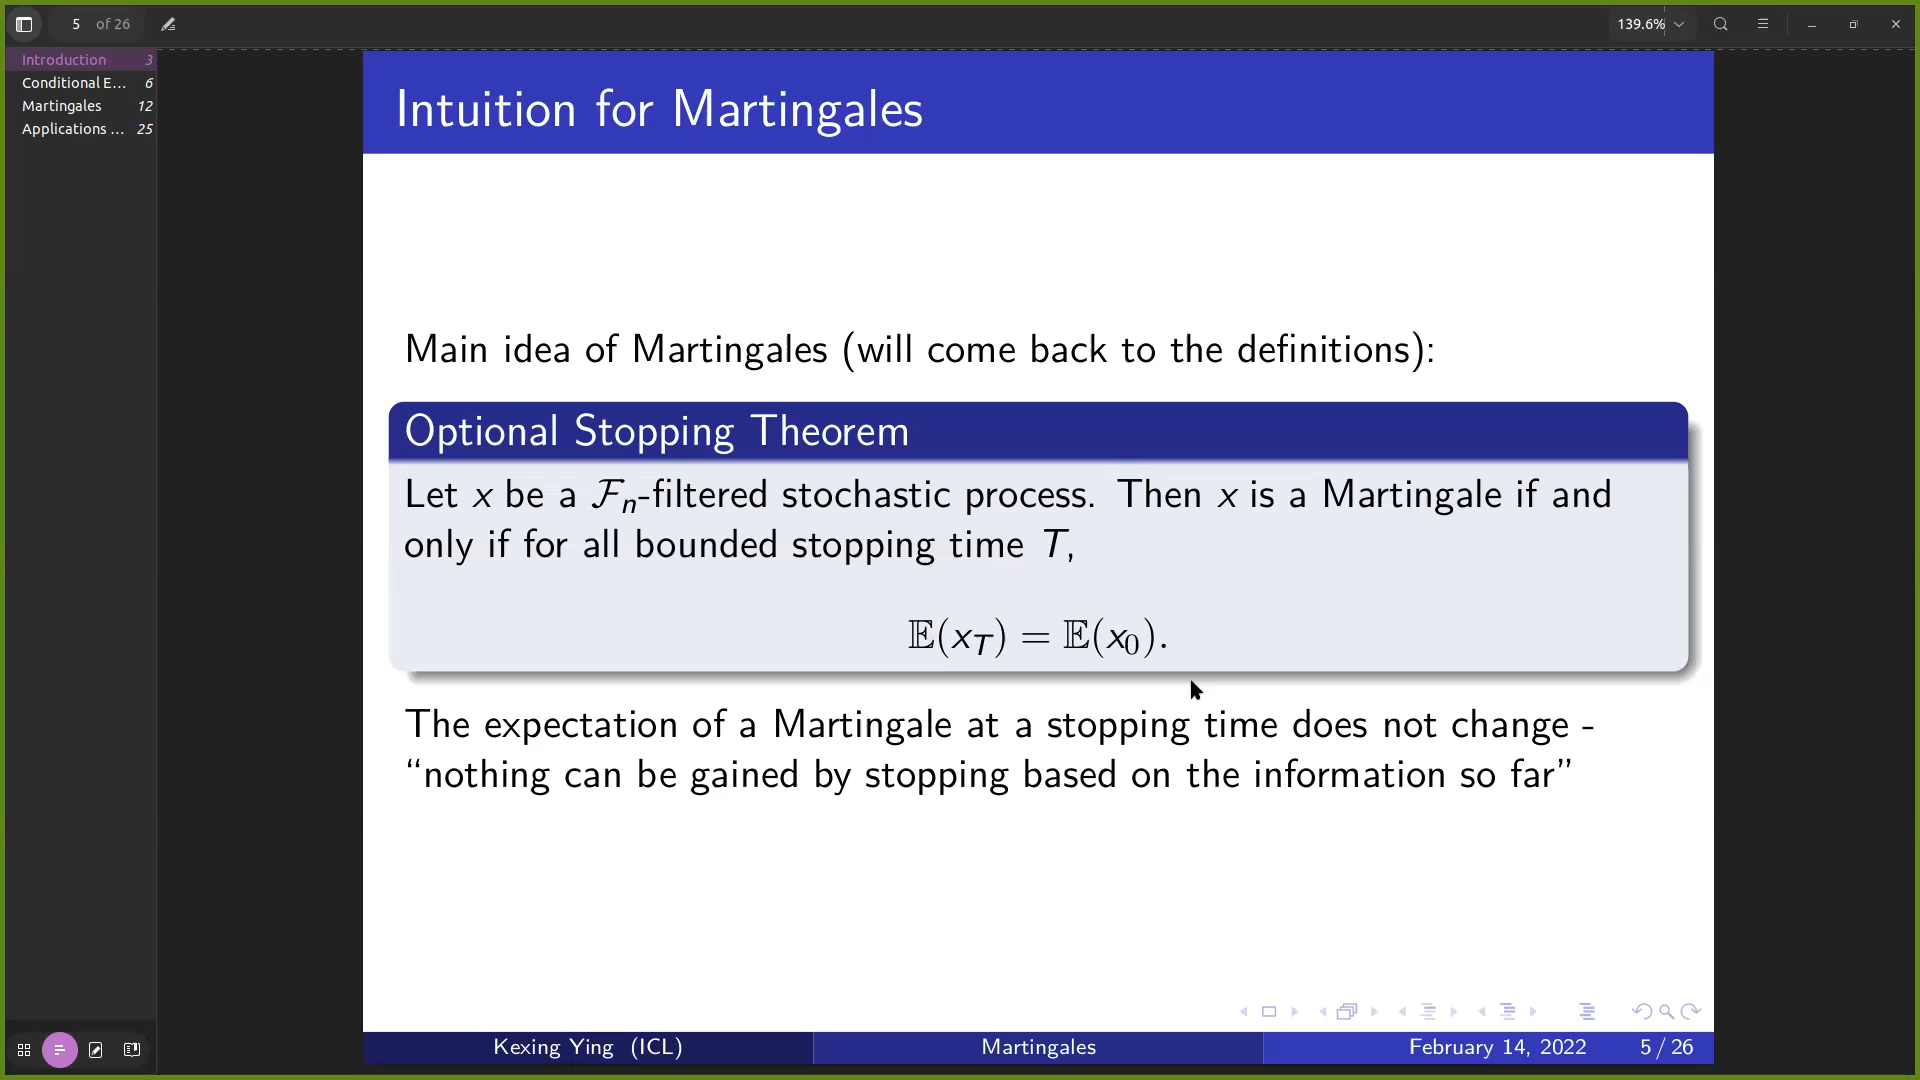 5 of 26
139.6%
Introduction 3
Conditional E... 6
Martingales 12
Applications ... 25
Intuition for Martingales
Main idea of Martingales (will come back to the definitions):
Optional Stopping Theorem
Let x be a ℱₙ-filtered stochastic process. Then x is a Martingale if and
only if for all bounded stopping time T,
𝔼(x_T) = 𝔼(x₀).
The expectation of a Martingale at a stopping time does not change -
“nothing can be gained by stopping based on the information so far”
Kexing Ying (ICL) Martingales February 14, 2022 5 / 26